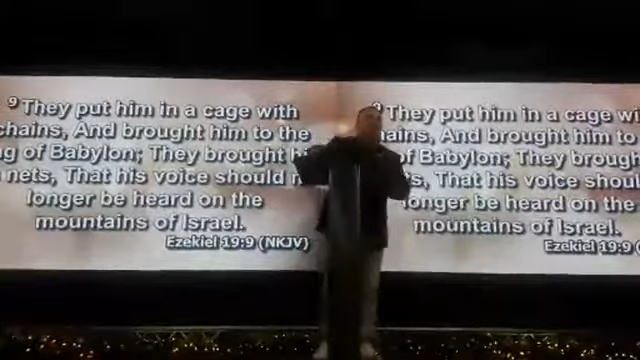 9 They put him in a cage with
chains, And brought him to the
of Babylon; They brought
nets, That his voice should
longer be heard on the
mountains of Israel.
Ezekiel 19:9 (NKJV)
9 They put him in a cage
And brought him to
of Babylon; They
That his voice
longer be heard on the
mountains of Israel.
Ezekiel 19:9